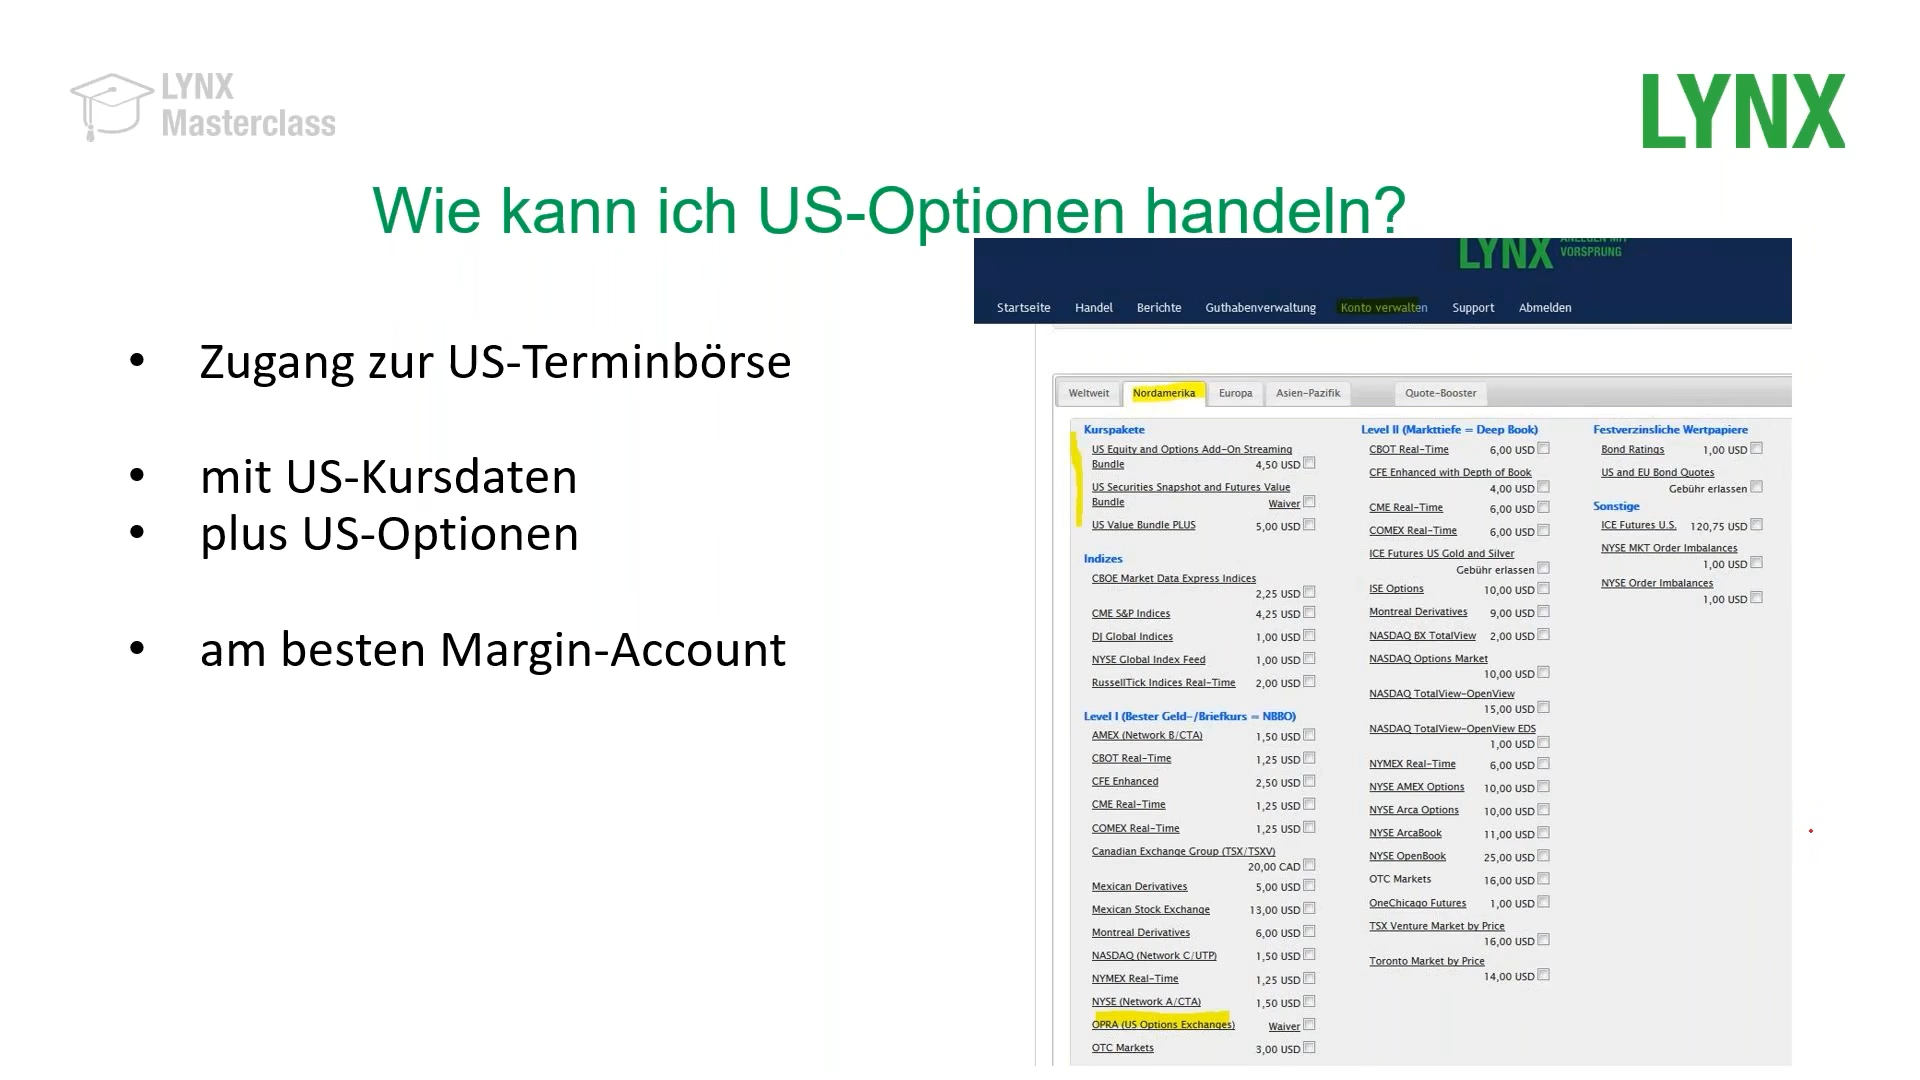 LYNX
Masterclass
LYNX
Wie kann ich US-Optionen handeln?
• Zugang zur US-Terminbörse
• mit US-Kursdaten
• plus US-Optionen
• am besten Margin-Account
LYNX ANLEGEN MIT
VORSPRUNG
Startseite Handel Berichte Guthabenverwaltung Konto verwalten Support Abmelden
Weltweit Nordamerika Europa Asien-Pazifik Quote-Booster
Kurspakete
US Equity and Options Add-On Streaming
Bundle 4,50 USD
US Securities Snapshot and Futures Value
Bundle Waiver
US Value Bundle PLUS 5,00 USD
Indizes
CBOE Market Data Express Indices
2,25 USD
CME S&P Indices 4,25 USD
DJ Global Indices 1,00 USD
NYSE Global Index Feed 1,00 USD
RussellTick Indices Real-Time 2,00 USD
Level I (Bester Geld-/Briefkurs = NBBO)
AMEX (Network B/CTA) 1,50 USD
CBOT Real-Time 1,25 USD
CFE Enhanced 2,50 USD
CME Real-Time 1,25 USD
COMEX Real-Time 1,25 USD
Canadian Exchange Group (TSX/TSXV)
20,00 CAD
Mexican Derivatives 5,00 USD
Mexican Stock Exchange 13,00 USD
Montreal Derivatives 6,00 USD
NASDAQ (Network C/UTP) 1,50 USD
NYMEX Real-Time 1,25 USD
NYSE (Network A/CTA) 1,50 USD
OPRA (US Options Exchanges) Waiver
OTC Markets 3,00 USD
Level II (Markttiefe = Deep Book)
CBOT Real-Time 6,00 USD
CFE Enhanced with Depth of Book
4,00 USD
CME Real-Time 6,00 USD
COMEX Real-Time 6,00 USD
ICE Futures US Gold and Silver
Gebühr erlassen
ISE Options 10,00 USD
Montreal Derivatives 9,00 USD
NASDAQ BX TotalView 2,00 USD
NASDAQ Options Market
10,00 USD
NASDAQ TotalView-OpenView
15,00 USD
NASDAQ TotalView-OpenView EDS
1,00 USD
NYMEX Real-Time 6,00 USD
NYSE AMEX Options 10,00 USD
NYSE Arca Options 10,00 USD
NYSE ArcaBook 11,00 USD
NYSE OpenBook 25,00 USD
OTC Markets 16,00 USD
OneChicago Futures 1,00 USD
TSX Venture Market by Price
16,00 USD
Toronto Market by Price
14,00 USD
Festverzinsliche Wertpapiere
Bond Ratings 1,00 USD
US and EU Bond Quotes
Gebühr erlassen
Sonstige
ICE Futures U.S. 120,75 USD
NYSE MKT Order Imbalances
1,00 USD
NYSE Order Imbalances
1,00 USD